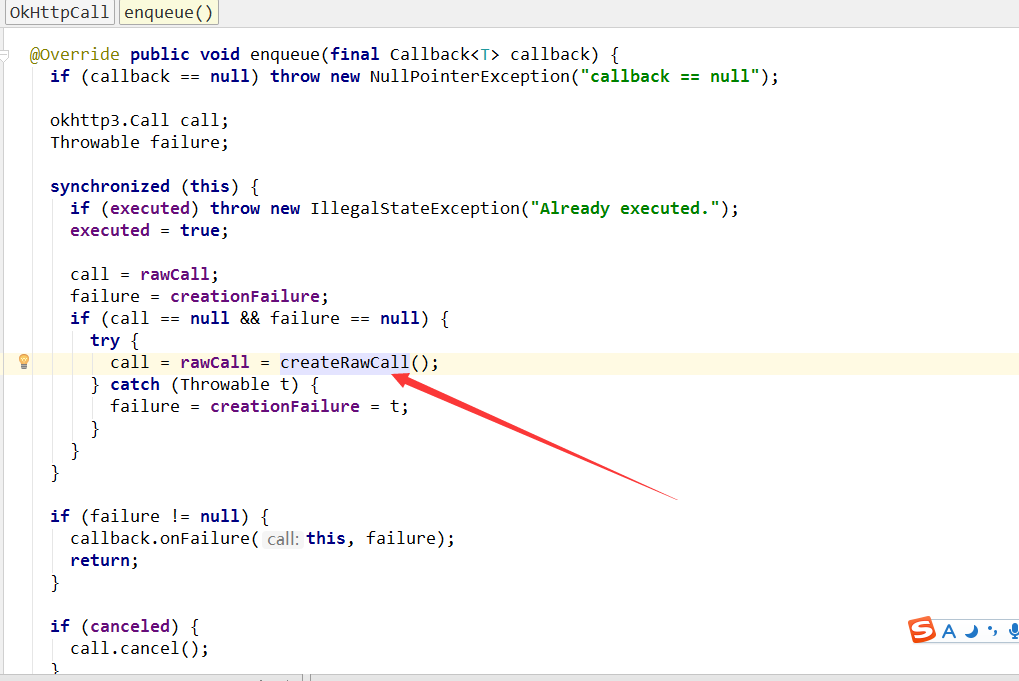 OkHttpCall enqueue()
@Override public void enqueue(final Callback<T> callback) {
if (callback == null) throw new NullPointerException("callback == null");
okhttp3.Call call;
Throwable failure;
synchronized (this) {
if (executed) throw new IllegalStateException("Already executed.");
executed = true;
call = rawCall;
failure = creationFailure;
if (call == null && failure == null) {
try {
call = rawCall = createRawCall();
} catch (Throwable t) {
failure = creationFailure = t;
}
}
}
if (failure != null) {
callback.onFailure( call: this, failure);
return;
}
if (canceled) {
call.cancel();
}
S A